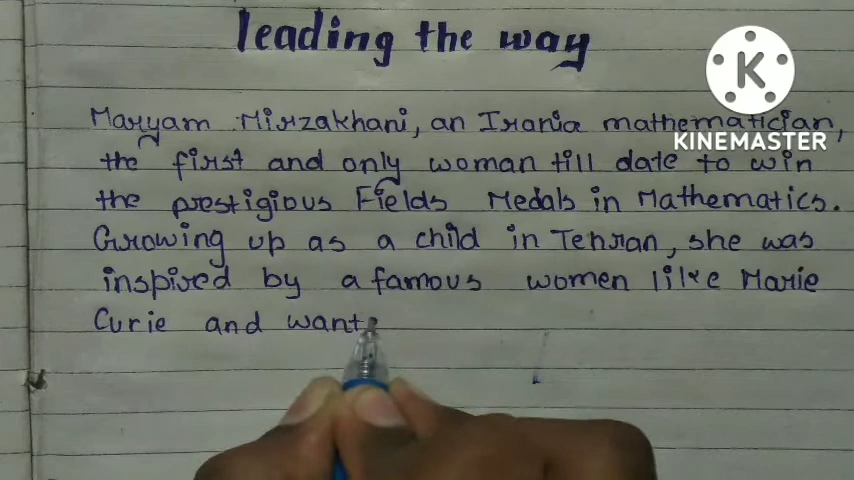 leading the way
K
KINEMASTER
Maryam Mirzakhani, an Irania mathematician,
the first and only woman till date to win
the prestigious Fields Medals in Mathematics.
Growing up as a child in Tehran, she was
inspired by a famous women like Marie
Curie and want